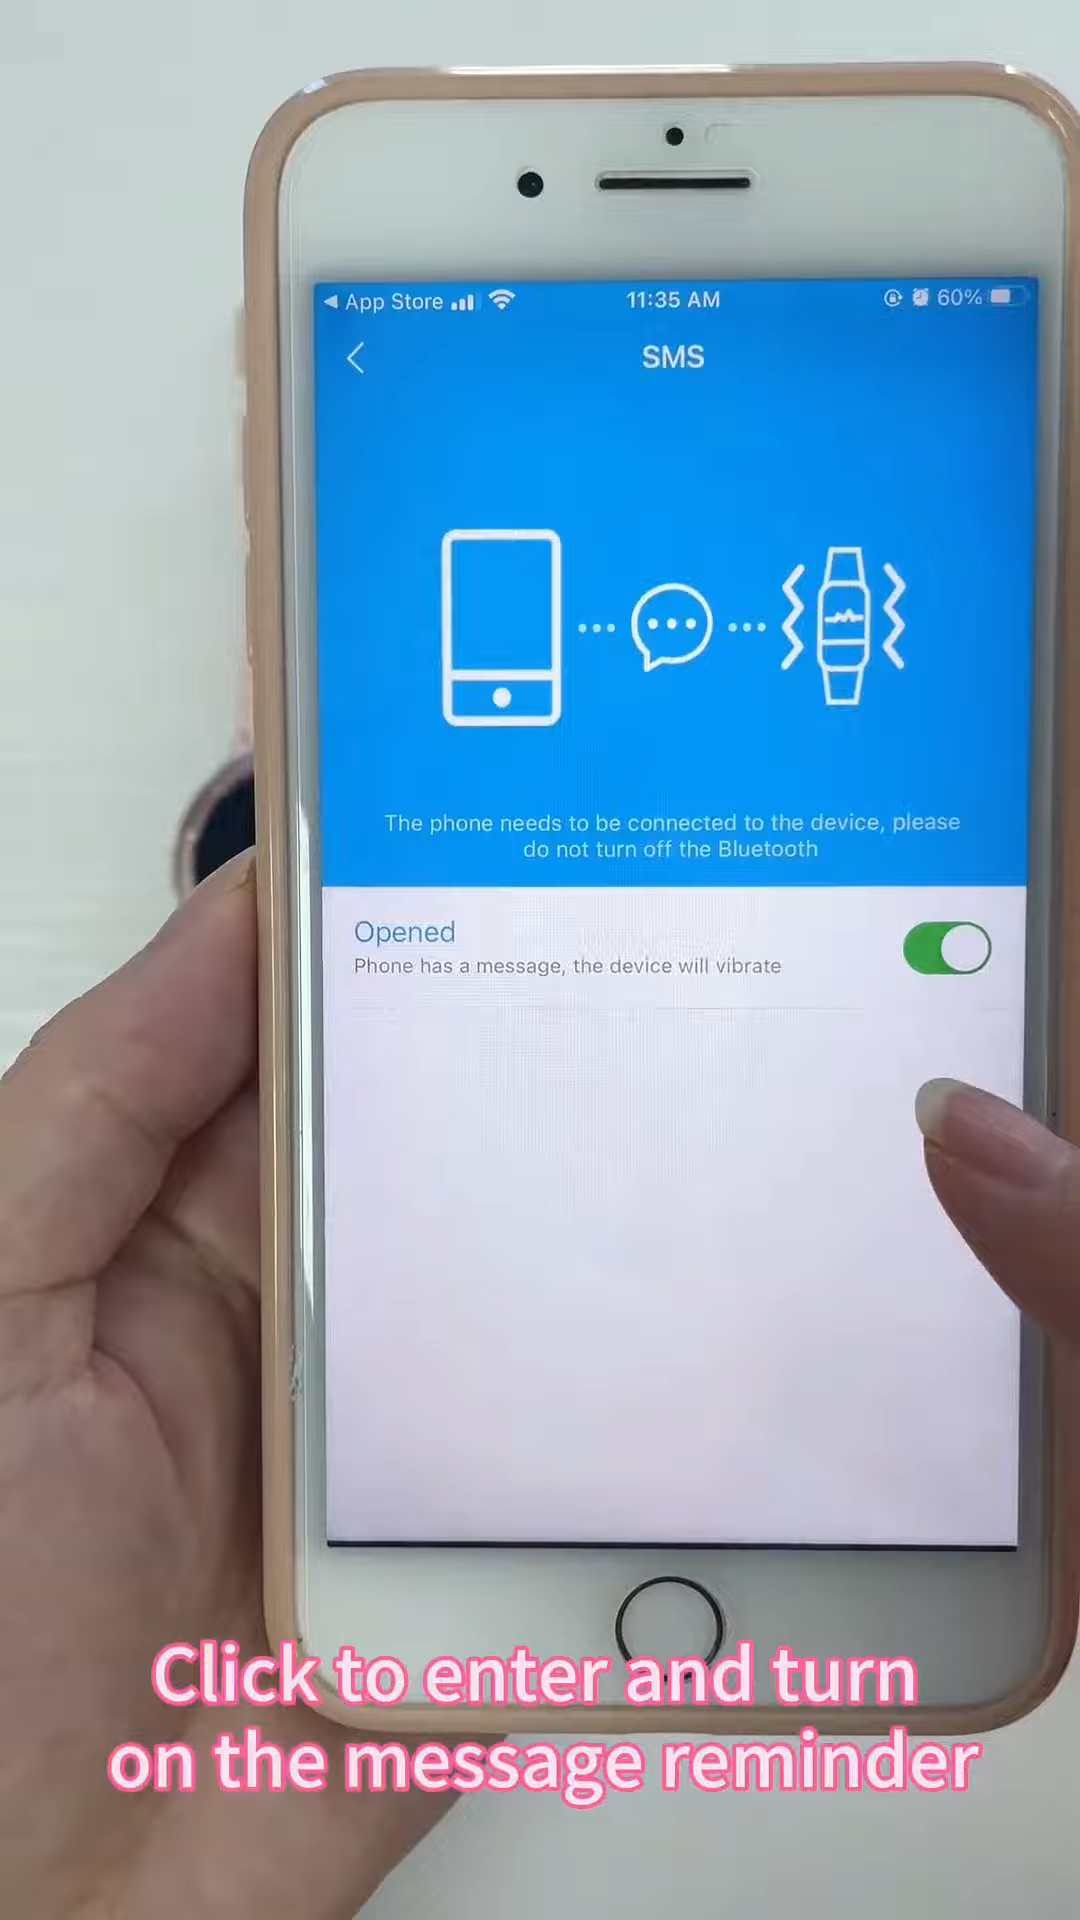 App Store
11:35 AM
60%
SMS
The phone needs to be connected to the device, please
do not turn off the Bluetooth
Opened
Phone has a message, the device will vibrate
Click to enter and turn
on the message reminder